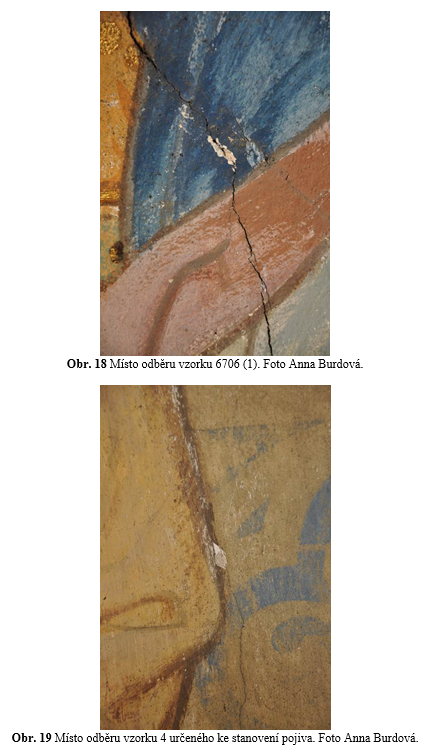 Obr. 18 Místo odběru vzorku 6706 (1). Foto Anna Burdová.
Obr. 19 Místo odběru vzorku 4 určeného ke stanovení pojiva. Foto Anna Burdová.